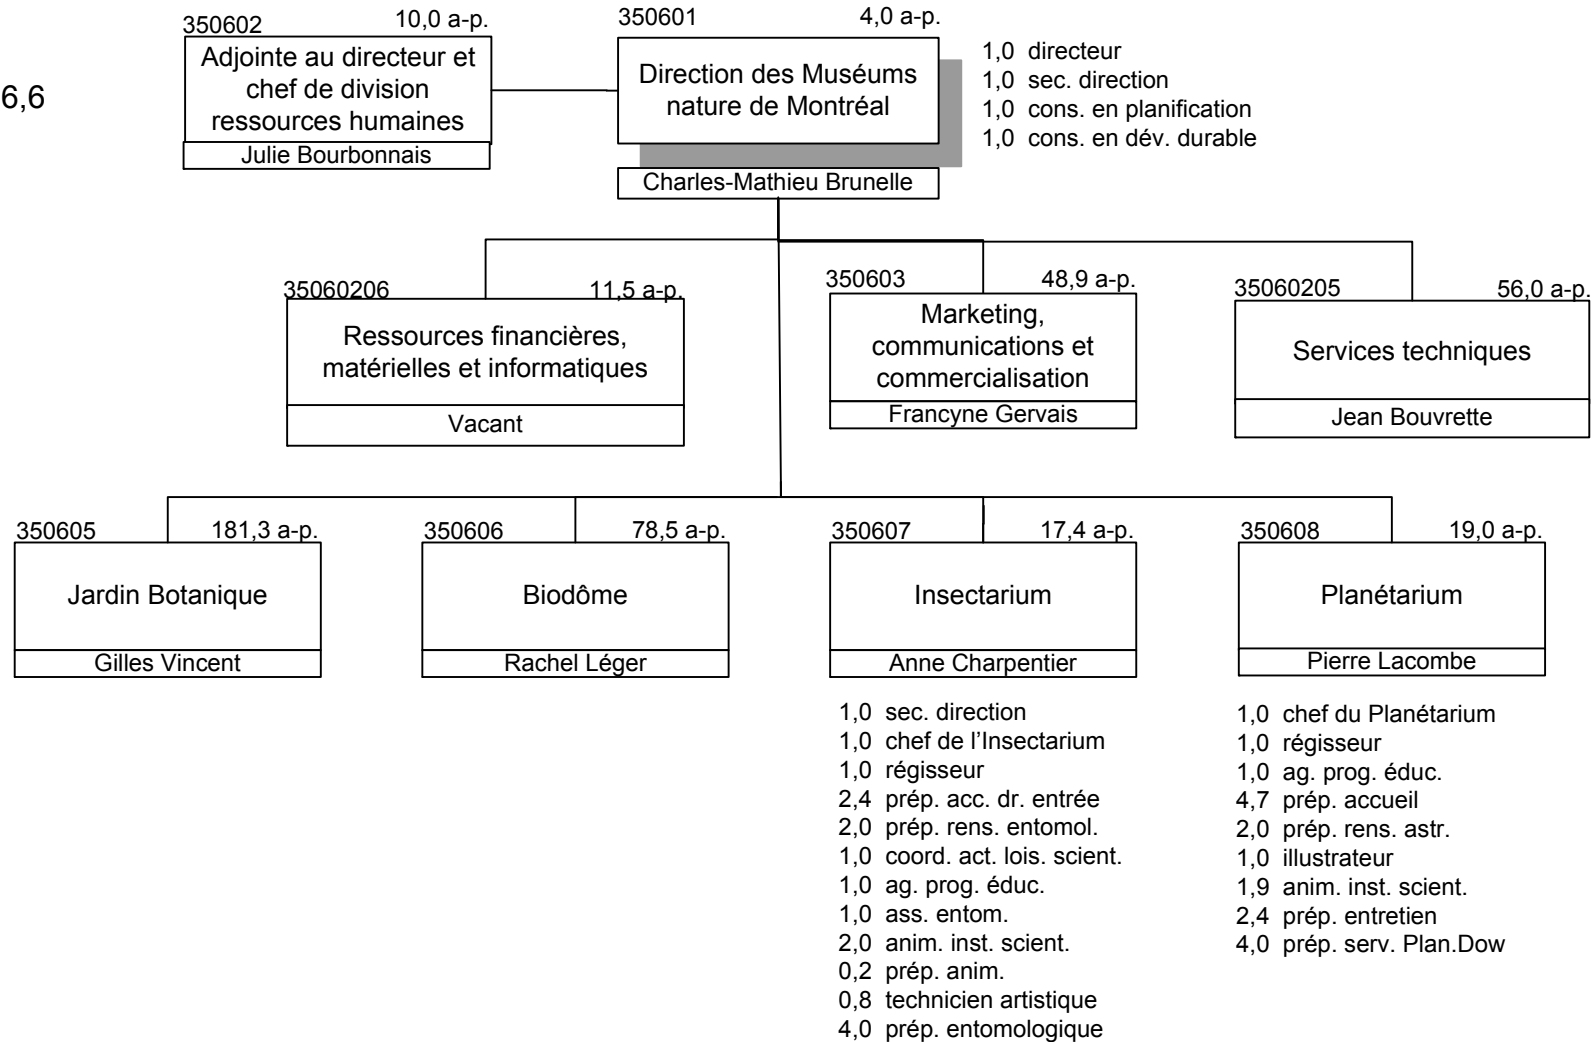 6,6
350602 10,0 a-p.
Adjointe au directeur et
chef de division
ressources humaines
Julie Bourbonnais
350601 4,0 a-p.
Direction des Muséums
nature de Montréal
Charles-Mathieu Brunelle
1,0 directeur
1,0 sec. direction
1,0 cons. en planification
1,0 cons. en dév. durable
35060206 11,5 a-p.
Ressources financières,
matérielles et informatiques
Vacant
350603 48,9 a-p.
Marketing,
communications et
commercialisation
Francyne Gervais
35060205 56,0 a-p.
Services techniques
Jean Bouvrette
350605 181,3 a-p.
Jardin Botanique
Gilles Vincent
350606 78,5 a-p.
Biodôme
Rachel Léger
350607 17,4 a-p.
Insectarium
Anne Charpentier
1,0 sec. direction
1,0 chef de l’Insectarium
1,0 régisseur
2,4 prép. acc. dr. entrée
2,0 prép. rens. entomol.
1,0 coord. act. lois. scient.
1,0 ag. prog. éduc.
1,0 ass. entom.
2,0 anim. inst. scient.
0,2 prép. anim.
0,8 technicien artistique
4,0 prép. entomologique
350608 19,0 a-p.
Planétarium
Pierre Lacombe
1,0 chef du Planétarium
1,0 régisseur
1,0 ag. prog. éduc.
4,7 prép. accueil
2,0 prép. rens. astr.
1,0 illustrateur
1,9 anim. inst. scient.
2,4 prép. entretien
4,0 prép. serv. Plan.Dow